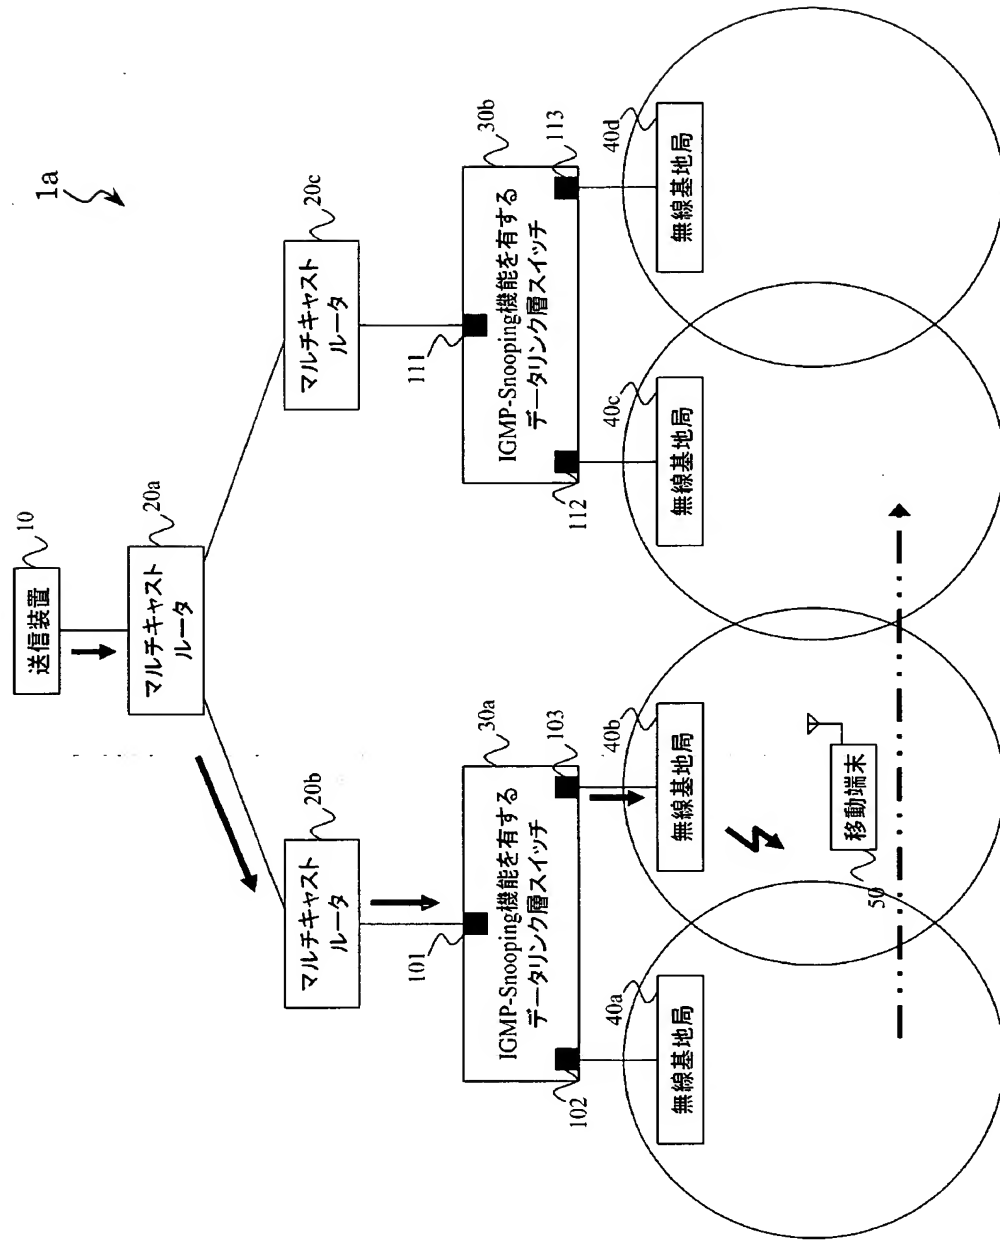 1a
10
送信装置
20a
マルチキャスト
ルータ
20b
マルチキャスト
ルータ
20c
マルチキャスト
ルータ
101
30a
IGMP-Snooping機能を有する
データリンク層スイッチ
102
103
111
30b
IGMP-Snooping機能を有する
データリンク層スイッチ
112
113
40a
無線基地局
40b
無線基地局
40c
無線基地局
40d
無線基地局
移動端末
50